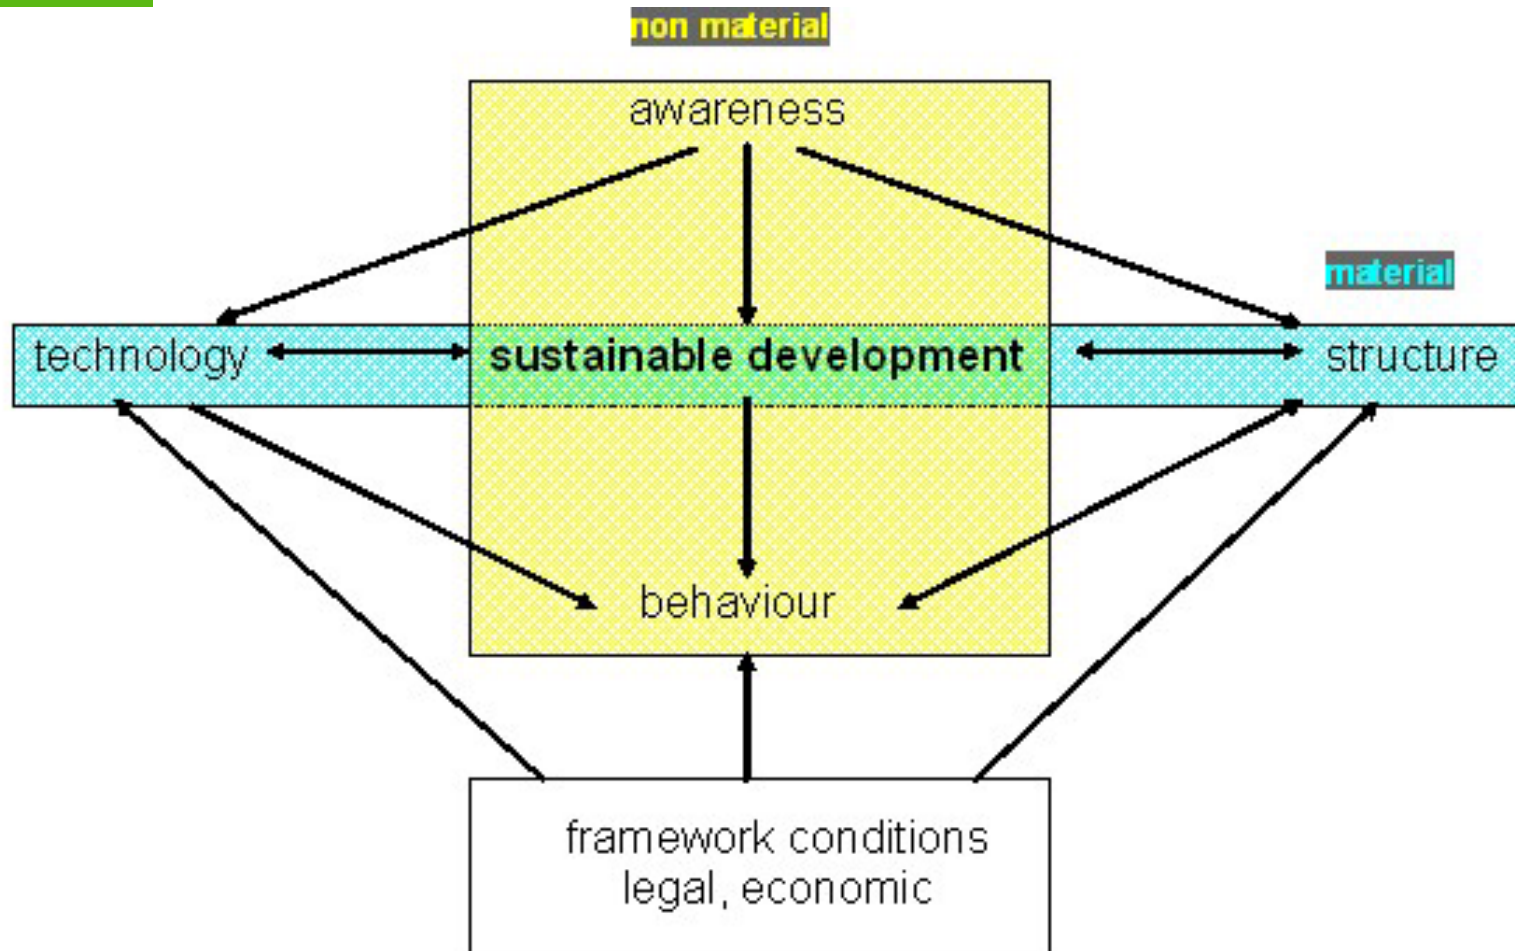 non material
awareness
material
technology
sustainable development
structure
behaviour
framework conditions
legal, economic